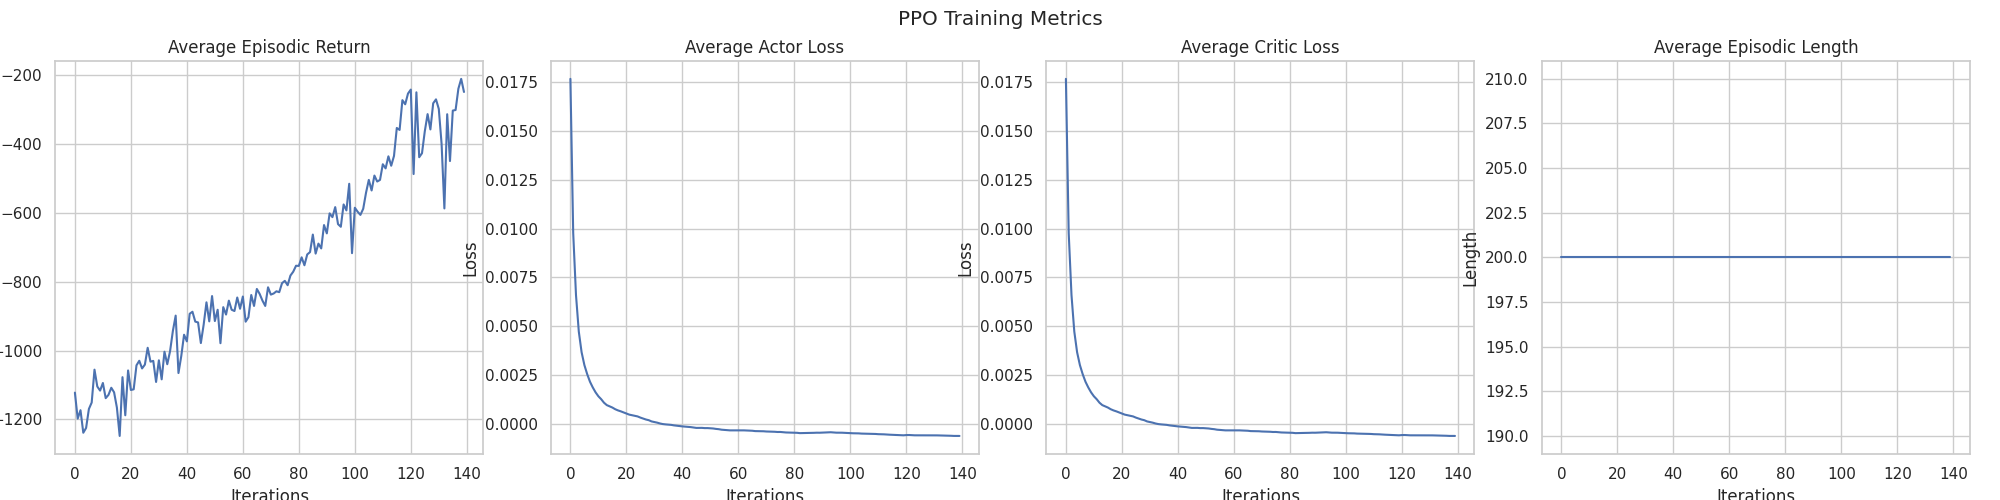 PPO Training Metrics
Average Episodic Return
−200
−400
−600
−800
−1000
−1200
0 20 40 60 80 100 120 140
Iterations
Average Actor Loss
Loss
0.0175
0.0150
0.0125
0.0100
0.0075
0.0050
0.0025
0.0000
0 20 40 60 80 100 120 140
Iterations
Average Critic Loss
Loss
0.0175
0.0150
0.0125
0.0100
0.0075
0.0050
0.0025
0.0000
0 20 40 60 80 100 120 140
Iterations
Average Episodic Length
Length
210.0
207.5
205.0
202.5
200.0
197.5
195.0
192.5
190.0
0 20 40 60 80 100 120 140
Iterations